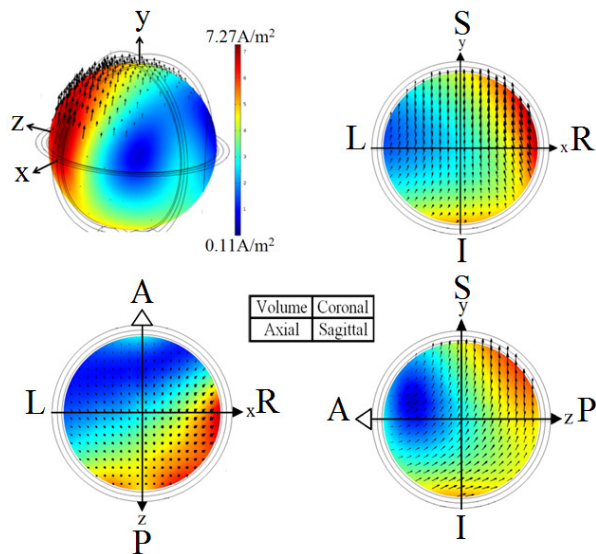 y
7.27A/m²
z
x
0.11A/m²
S
y
L
x R
I
A
L
x R
z
P
Volume Coronal
Axial Sagittal
S
y
A
z P
I